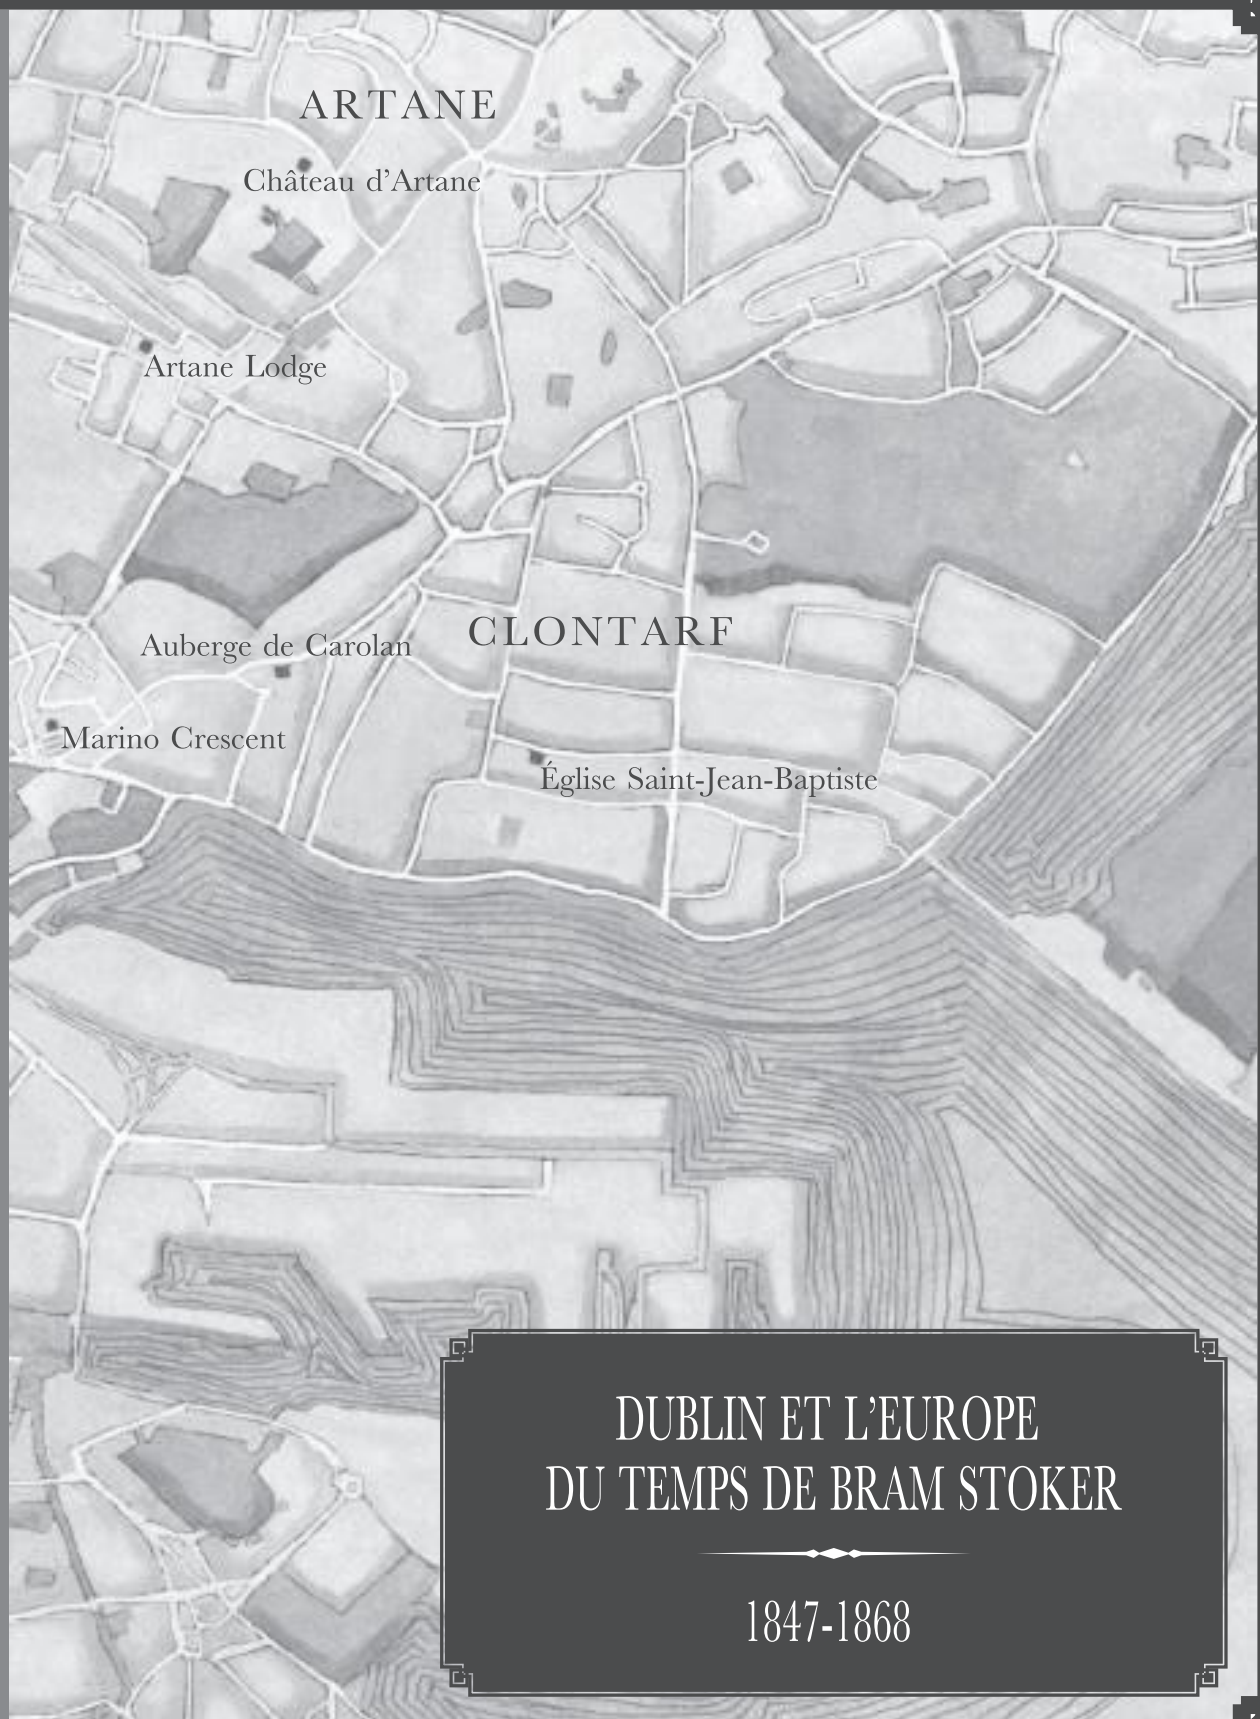 ARTANE
Château d’Artane
Artane Lodge
CLONTARF
Auberge de Carolan
Marino Crescent
Église Saint-Jean-Baptiste
DUBLIN ET L’EUROPE
DU TEMPS DE BRAM STOKER
1847-1868